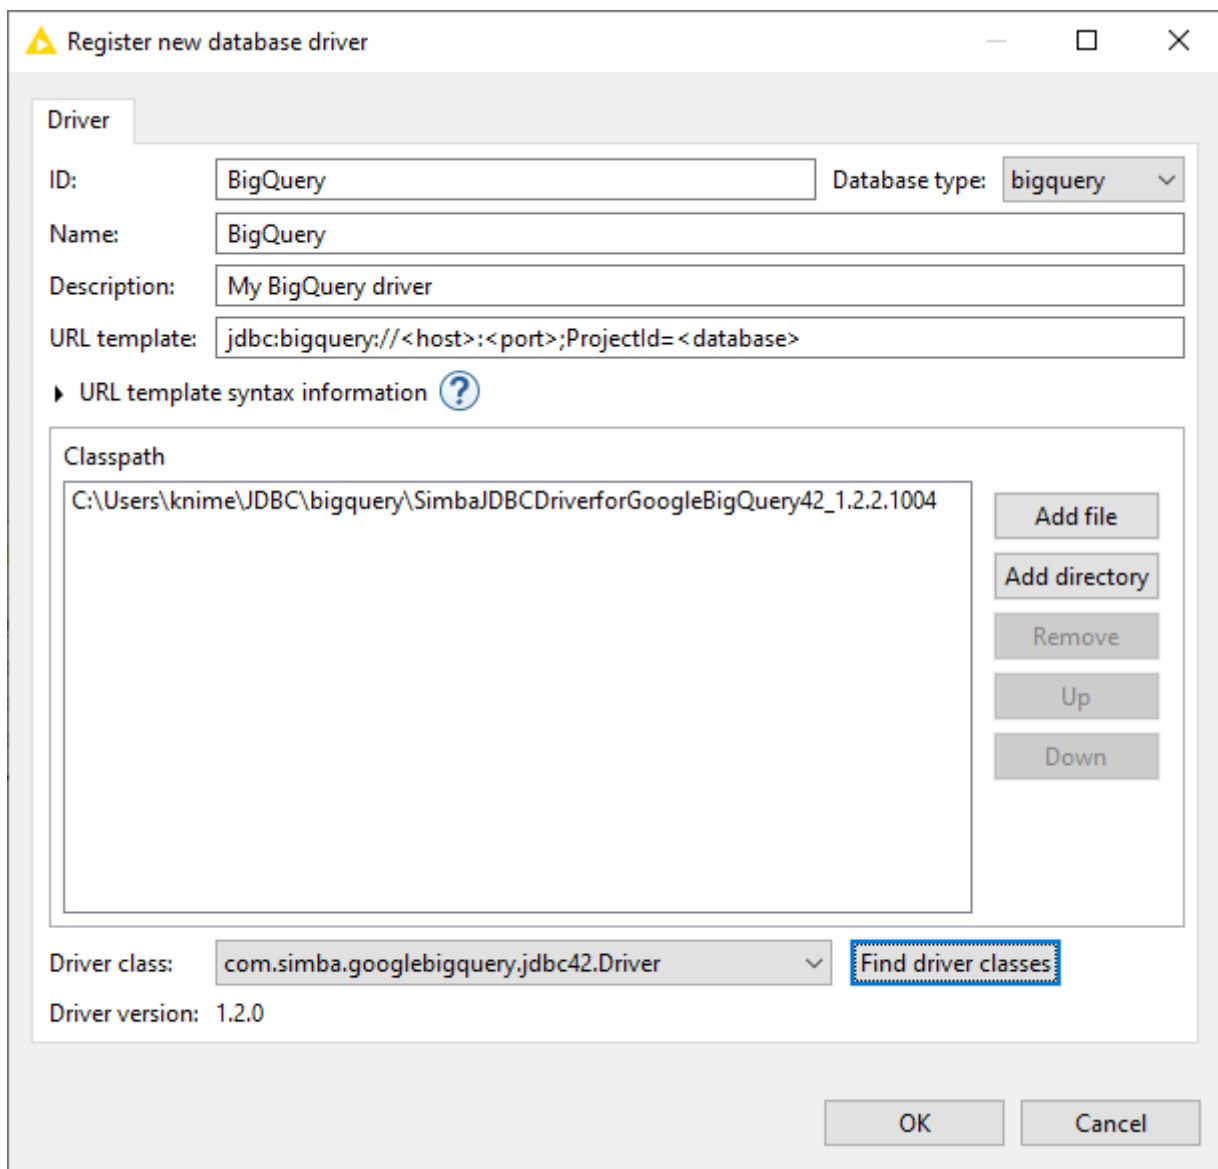 Register new database driver
Driver
ID: BigQuery Database type: bigquery
Name: BigQuery
Description: My BigQuery driver
URL template: jdbc:bigquery://<host>:<port>;ProjectId=<database>
URL template syntax information ?
Classpath
C:\Users\knime\JDBC\bigquery\SimbaJDBCDriverforGoogleBigQuery42_1.2.2.1004
Add file
Add directory
Remove
Up
Down
Driver class: com.simba.googlebigquery.jdbc42.Driver Find driver classes
Driver version: 1.2.0
OK Cancel